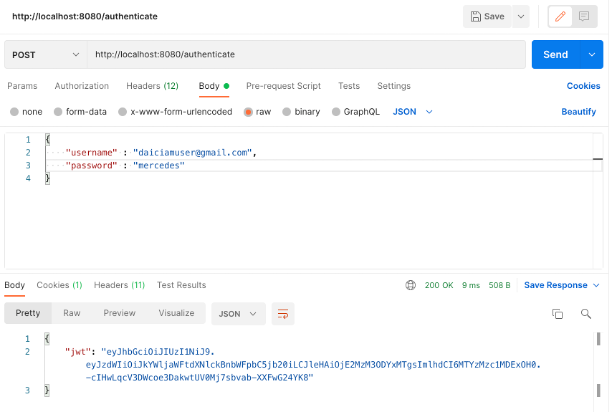 http://localhost:8080/authenticate
Save
POST
http://localhost:8080/authenticate
Send
Params Authorization Headers (12) Body Pre-request Script Tests Settings Cookies
none form-data x-www-form-urlencoded raw binary GraphQL JSON Beautify
1 {
2 "username" : "daiciamuser@gmail.com",
3 "password" : "mercedes"
4 }
Body Cookies (1) Headers (11) Test Results 200 OK 9 ms 508 B Save Response
Pretty Raw Preview Visualize JSON
1 {
2 "jwt": "eyJhbGciOiJIUzI1NiJ9.
eyJzdWIiOiJkYWljaWFtdXNlckBnbWFpbC5jb20iLCJleHAiOjE2MzM3ODYxMTgsImlhdCI6MTYzMzc1MDExOH0.
-cIHwLqcV3DWcoe3DakwtUV0Mj7sbvab-XXFwG24YK8"
3 }